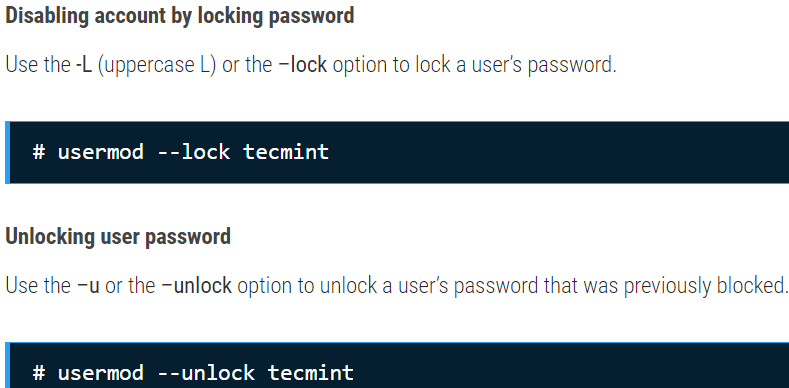 Disabling account by locking password
Use the -L (uppercase L) or the –lock option to lock a user’s password.
# usermod --lock tecmint
Unlocking user password
Use the –u or the –unlock option to unlock a user’s password that was previously blocked.
# usermod --unlock tecmint